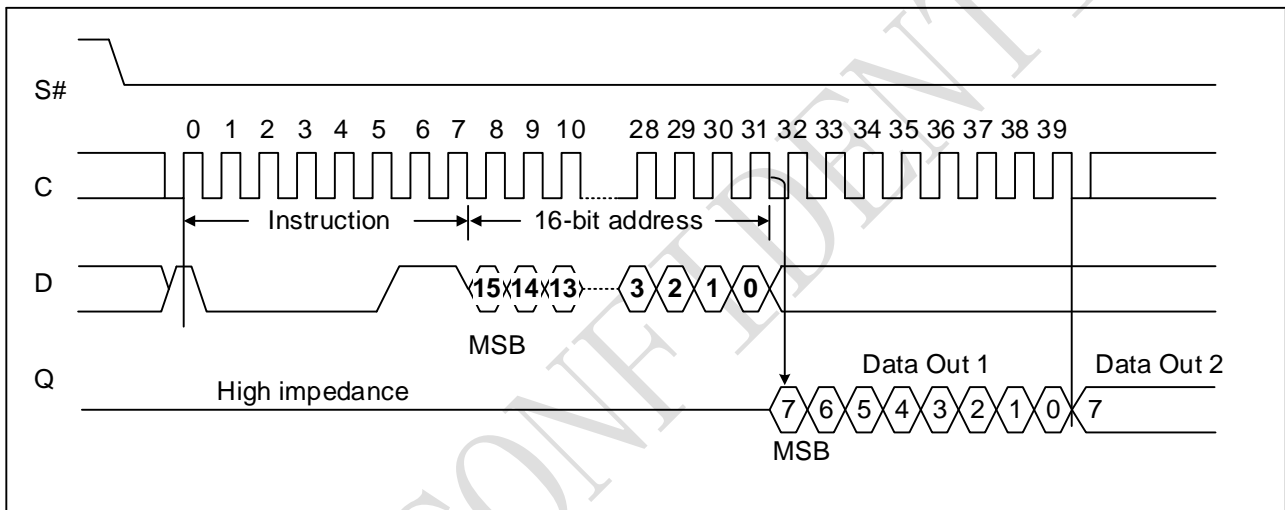 S#
0 1 2 3 4 5 6 7 8 9 10 28 29 30 31 32 33 34 35 36 37 38 39
C
Instruction 16-bit address
D
15 14 13 3 2 1 0
MSB
Q
High impedance
Data Out 1 Data Out 2
7 6 5 4 3 2 1 0 7
MSB
CONFIDENT